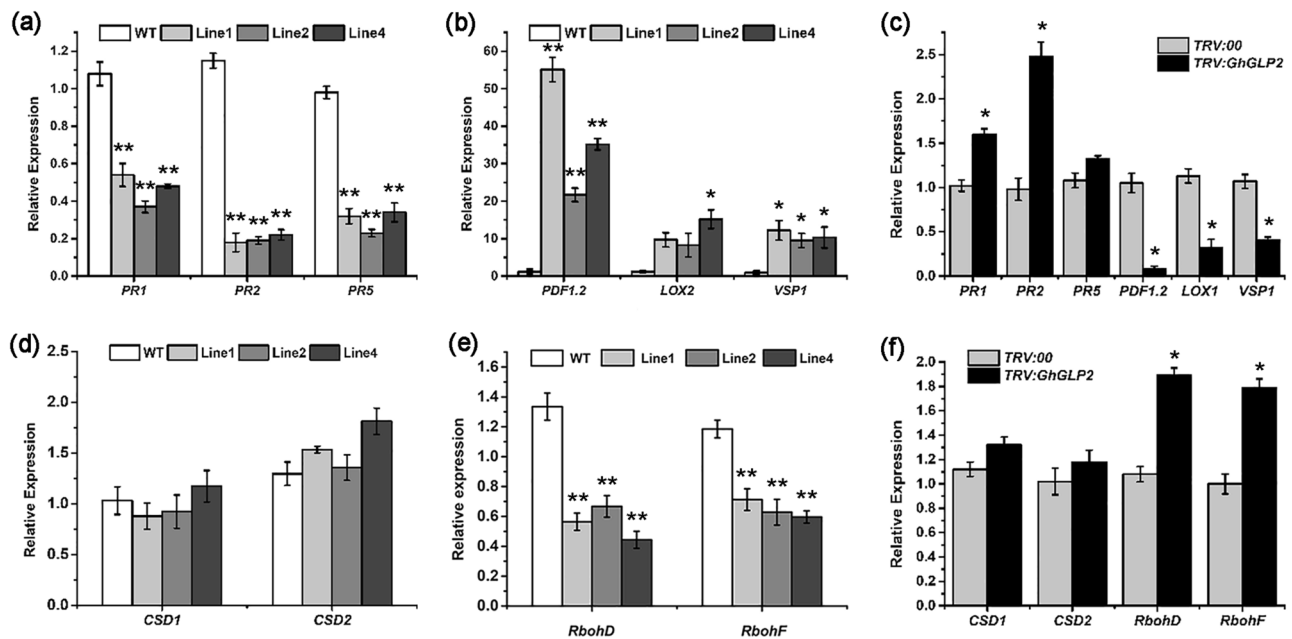 (a)
WT Line1 Line2 Line4
Relative Expression
1.2
1.0
0.8
0.6
0.4
0.2
0.0
** ** **
** ** **
** ** **
PR1 PR2 PR5
(b)
WT Line1 Line2 Line4
Relative Expression
60
50
40
30
20
10
0
** ** **
*
* * *
PDF1.2 LOX2 VSP1
(c)
TRV:00
TRV:GhGLP2
Relative Expression
2.5
2.0
1.5
1.0
0.5
0.0
* * * * *
PR1 PR2 PR5 PDF1.2 LOX1 VSP1
(d)
WT Line1 Line2 Line4
Relative Expression
2.5
2.0
1.5
1.0
0.5
0.0
CSD1 CSD2
(e)
WT Line1 Line2 Line4
Relative expression
1.6
1.4
1.2
1.0
0.8
0.6
0.4
0.2
0.0
** ** **
** ** **
RbohD RbohF
(f)
TRV:00
TRV:GhGLP2
Relative Expression
2.0
1.8
1.6
1.4
1.2
1.0
0.8
0.6
0.4
0.2
0.0
* *
CSD1 CSD2 RbohD RbohF